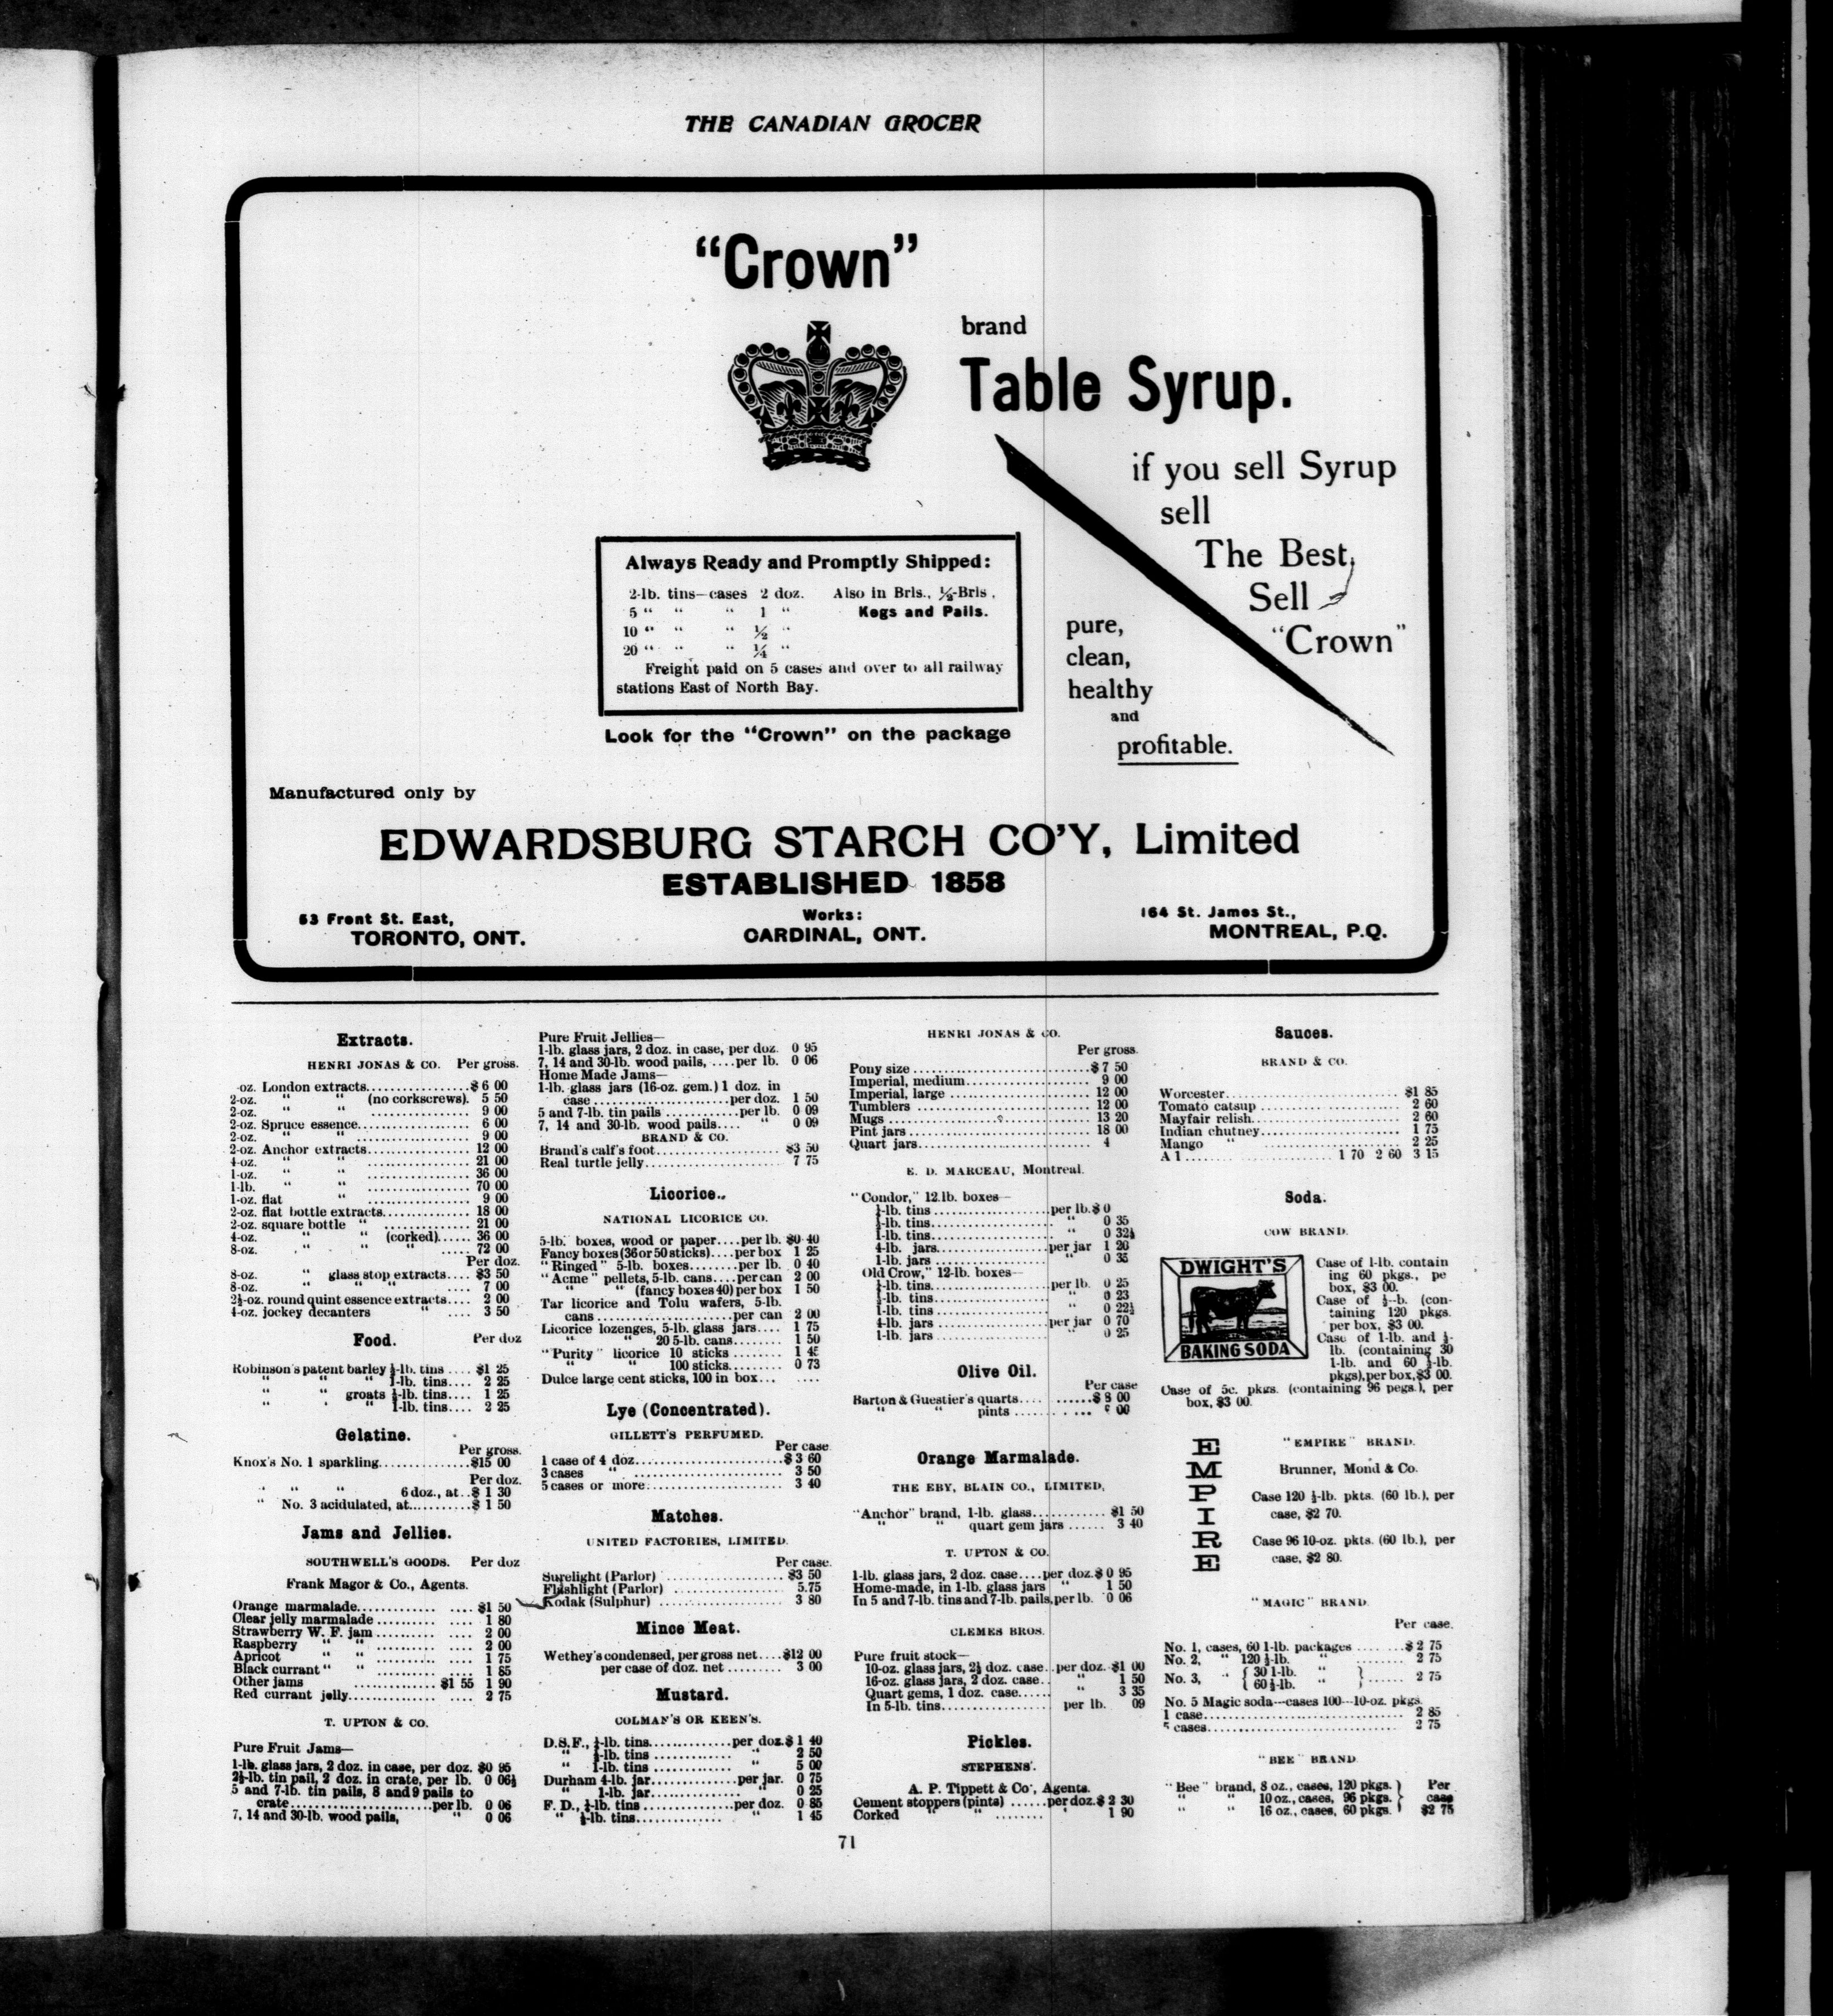 THE CANADIAN GROCER
"Crown"
brand
Table Syrup.
if you sell Syrup
sell
The Best,
Sell
"Crown"
pure,
clean,
healthy
and
profitable.
Always Ready and Promptly Shipped:
2-lb. tins—cases 2 doz. Also in Brls., ½-Brls,
5 " " " 1 " Kegs and Pails.
10 " " " ½ "
20 " " " ¼ "
Freight paid on 5 cases and over to all railway
stations East of North Bay.
Look for the "Crown" on the package
Manufactured only by
EDWARDSBURG STARCH CO'Y, Limited
ESTABLISHED 1858
53 Front St. East,
TORONTO, ONT.
Works:
CARDINAL, ONT.
164 St. James St.,
MONTREAL, P.Q.
Extracts.
HENRI JONAS & CO. Per gross.
-oz. London extracts................$ 6 00
2-oz. " " (no corkscrews). 5 50
2-oz. " " ................ 9 00
2-oz. Spruce essence................ 6 00
2-oz. " " ................ 9 00
2-oz. Anchor extracts................ 12 00
4-oz. " " ................ 21 00
1-oz. " " ................ 36 00
1-lb. " " ................ 70 00
1-oz. flat " ................ 9 00
2-oz. flat bottle extracts............ 18 00
2-oz. square bottle " ............ 21 00
4-oz. " " (corked)...... 36 00
8-oz. " " " ..... 72 00
Per doz.
8-oz. " glass stop extracts.... $3 50
8-oz. " " " .... 7 00
2½-oz. round quint essence extracts.... 2 00
4-oz. jockey decanters " .... 3 50
Food. Per doz
Robinson's patent barley ½-lb. tins .... $1 25
" " " 1-lb. tins.... 2 25
" " groats ½-lb. tins.... 1 25
" " " 1-lb. tins.... 2 25
Gelatine.
Per gross.
Knox's No. 1 sparkling..............$15 00
Per doz.
" " " 6 doz., at..$ 1 30
" No. 3 acidulated, at..........$ 1 50
Jams and Jellies.
SOUTHWELL'S GOODS. Per doz
Frank Magor & Co., Agents.
Orange marmalade............. .... $1 50
Clear jelly marmalade .......... .... 1 80
Strawberry W. F. jam .......... .... 2 00
Raspberry " " .......... .... 2 00
Apricot " " .......... .... 1 75
Black currant " " .......... .... 1 85
Other jams .............. $1 55 1 90
Red currant jelly............... .... 2 75
T. UPTON & CO.
Pure Fruit Jams—
1-lb. glass jars, 2 doz. in case, per doz. $0 95
2½-lb. tin pail, 2 doz. in crate, per lb. 0 06½
5 and 7-lb. tin pails, 8 and 9 pails to
crate........................per lb. 0 06
7, 14 and 30-lb. wood pails, " 0 06
Pure Fruit Jellies—
1-lb. glass jars, 2 doz. in case, per doz. 0 95
7, 14 and 30-lb. wood pails, ....per lb. 0 06
Home Made Jams—
1-lb. glass jars (16-oz. gem.) 1 doz. in
case .......................per doz. 1 50
5 and 7-lb. tin pails ............per lb. 0 09
7, 14 and 30-lb. wood pails.... " 0 09
BRAND & CO.
Brand's calf's foot..................... $3 50
Real turtle jelly...................... 7 75
Licorice..
NATIONAL LICORICE CO.
5-lb. boxes, wood or paper....per lb. $0 40
Fancy boxes (36 or 50 sticks)....per box 1 25
"Ringed" 5-lb. boxes........per lb. 0 40
"Acme" pellets, 5-lb. cans....per can 2 00
" " (fancy boxes 40) per box 1 50
Tar licorice and Tolu wafers, 5-lb.
cans .......................per can 2 00
Licorice lozenges, 5-lb. glass jars.... 1 75
" " 20 5-lb. cans........ 1 50
"Purity" licorice 10 sticks ........ 1 45
" " 100 sticks......... 0 73
Dulce large cent sticks, 100 in box... ....
Lye (Concentrated).
GILLETT'S PERFUMED.
Per case
1 case of 4 doz.........................$ 3 60
3 cases " ......................... 3 50
5 cases or more........................ 3 40
Matches.
UNITED FACTORIES, LIMITED.
Per case.
Surelight (Parlor) .................... $3 50
Flashlight (Parlor) ................... 5.75
Kodak (Sulphur) ..................... 3 80
Mince Meat.
Wethey's condensed, per gross net....$12 00
per case of doz. net ......... 3 00
Mustard.
COLMAN'S OR KEEN'S.
D.S.F., ¼-lb. tins..............per doz.$ 1 40
" ½-lb. tins ............. " 2 50
" 1-lb. tins ............. " 5 00
Durham 4-lb. jar..............per jar. 0 75
" 1-lb. jar.............. " 0 25
F. D., ¼-lb. tins ..............per doz. 0 85
" ½-lb. tins.............. " 1 45
HENRI JONAS & CO.
Per gross.
Pony size .............................$ 7 50
Imperial, medium..................... 9 00
Imperial, large ....................... 12 00
Tumblers ............................ 12 00
Mugs ................................ 13 20
Pint jars .............................. 18 00
Quart jars............................. 4
E. D. MARCEAU, Montreal.
"Condor," 12 lb. boxes—
¼-lb. tins ....................per lb.$ 0
½-lb. tins.................... " 0 35
1-lb. tins.................... " 0 32½
4-lb. jars....................per jar 1 20
1-lb. jars .................... " 0 35
Old Crow," 12-lb. boxes—
¼-lb. tins....................per lb. 0 25
½-lb. tins.................... " 0 23
1-lb. tins .................... " 0 22½
4-lb. jars ....................per jar 0 70
1-lb. jars .................... " 0 25
Olive Oil.
Per case
Barton & Guestier's quarts.... ......$ 8 00
" " pints ....... ... 00
Orange Marmalade.
THE EBY, BLAIN CO., LIMITED,
"Anchor" brand, 1-lb. glass............ $1 50
" " quart gem jars ...... 3 40
T. UPTON & CO.
1-lb. glass jars, 2 doz. case....per doz.$ 0 95
Home-made, in 1-lb. glass jars " 1 50
In 5 and 7-lb. tins and 7-lb. pails, per lb. 0 06
CLEMES BROS.
Pure fruit stock—
10-oz. glass jars, 2½ doz. case..per doz. $1 00
16-oz. glass jars, 2 doz. case.. " 1 50
Quart gems, 1 doz. case...... " 3 35
In 5-lb. tins.................. per lb. 09
Pickles.
STEPHENS'.
A. P. Tippett & Co., Agents.
Cement stoppers (pints) ......per doz.$ 2 30
Corked " " ........ " 1 90
Sauces.
BRAND & CO.
Worcester............................ $1 85
Tomato catsup ....................... 2 60
Mayfair relish........................ 2 60
Indian chutney....................... 1 75
Mango " ........................ 2 25
A 1 ......................... 1 70 2 60 3 15
Soda.
COW BRAND.
DWIGHT'S
BAKING SODA
Case of 1-lb. contain
ing 60 pkgs., pe
box, $3 00.
Case of ½--b. (con-
taining 120 pkgs.
per box, $3 00.
Case of 1-lb. and ½-
lb. (containing 30
1-lb. and 60 ½-lb.
pkgs), per box, $3 00.
Case of 5c. pkgs. (containing 96 pegs.), per
box, $3 00.
EMPIRE
"EMPIRE" BRAND.
Brunner, Mond & Co.
Case 120 ½-lb. pkts. (60 lb.), per
case, $2 70.
Case 96 10-oz. pkts. (60 lb.), per
case, $2 80.
"MAGIC" BRAND
Per case.
No. 1, cases, 60 1-lb. packages ..... ...$ 2 75
No. 2, " 120 ½-lb. " ......... 2 75
No. 3, " { 30 1-lb. " } ...... 2 75
{ 60 ½-lb. " }
No. 5 Magic soda—cases 100—10-oz. pkgs.
1 case............................... 2 85
5 cases............................... 2 75
"BEE" BRAND
"Bee" brand, 8 oz., cases, 120 pkgs. } Per
" " 10 oz., cases, 96 pkgs. } case
" " 16 oz., cases, 60 pkgs. } $2 75
71